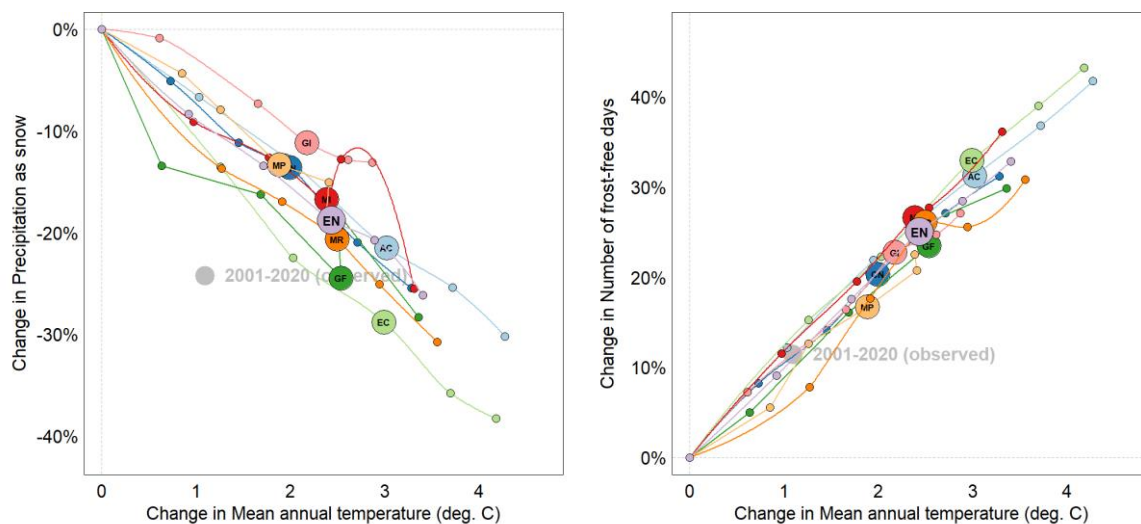 0%
-10%
-20%
-30%
-40%
Change in Precipitation as snow
GI
MP
EN
MR
AC
GF
EC
2001-2020 (observed)
0 1 2 3 4
Change in Mean annual temperature (deg. C)
40%
30%
20%
10%
0%
Change in Number of frost-free days
EC
AC
EN
GI
GF
CN
MP
2001-2020 (observed)
0 1 2 3 4
Change in Mean annual temperature (deg. C)